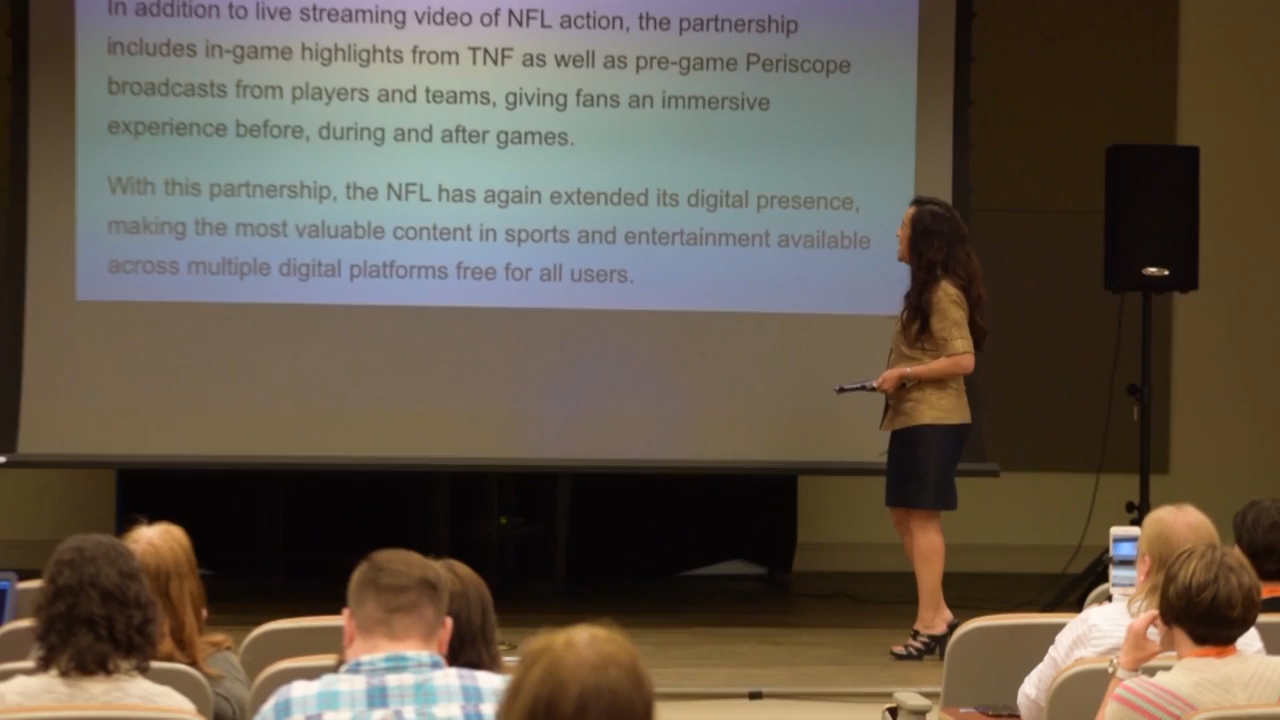 In addition to live streaming video of NFL action, the partnership
includes in-game highlights from TNF as well as pre-game Periscope
broadcasts from players and teams, giving fans an immersive
experience before, during and after games.
With this partnership, the NFL has again extended its digital presence,
making the most valuable content in sports and entertainment available
across multiple digital platforms free for all users.